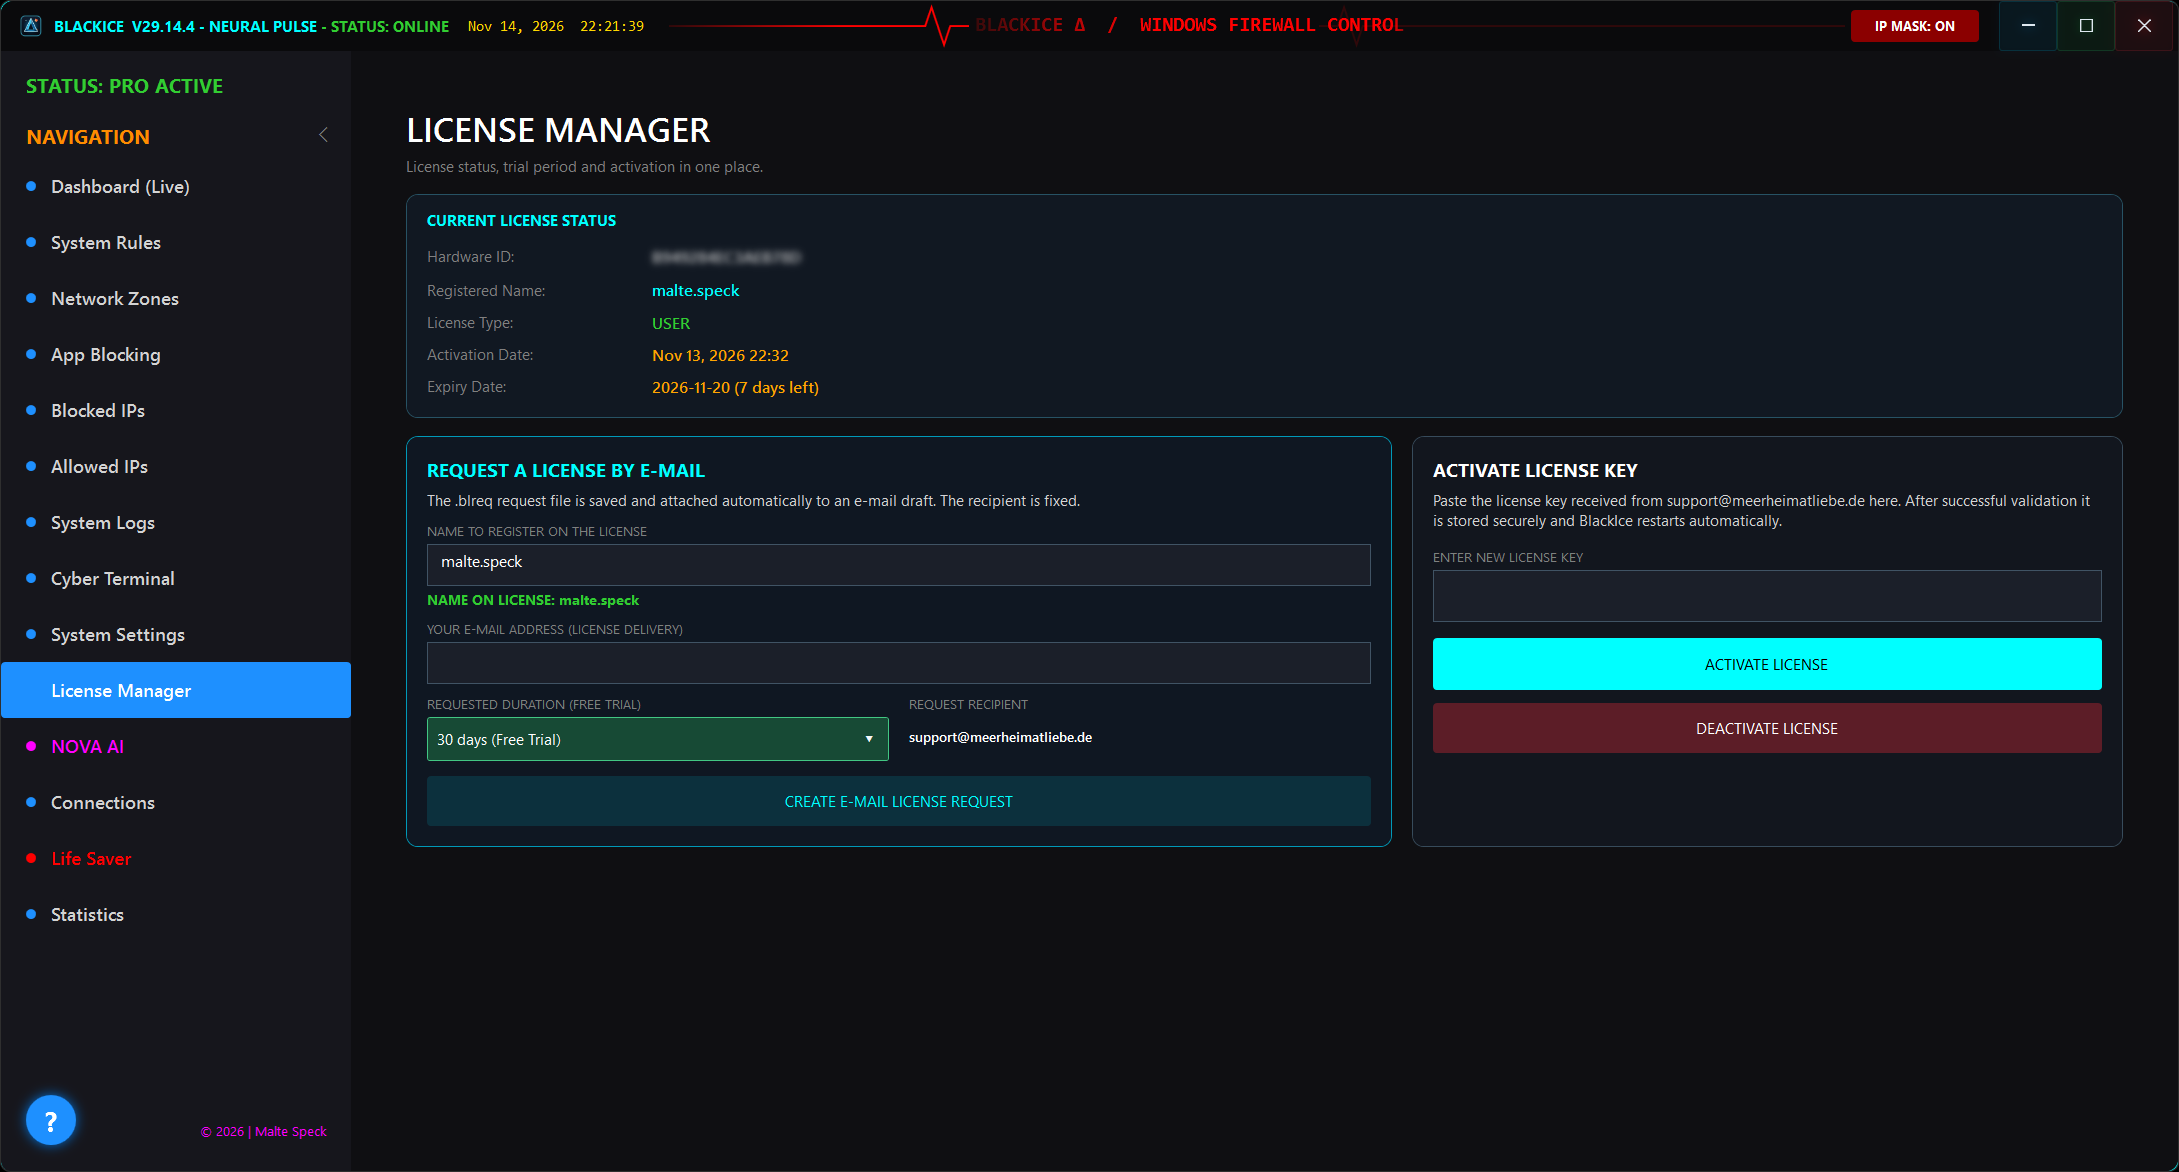 BLACKICE V29.14.4 - NEURAL PULSE - STATUS: ONLINE Nov 14, 2026 22:21:39
BLACKICE Δ / WINDOWS FIREWALL CONTROL
IP MASK: ON
STATUS: PRO ACTIVE
NAVIGATION
Dashboard (Live)
System Rules
Network Zones
App Blocking
Blocked IPs
Allowed IPs
System Logs
Cyber Terminal
System Settings
License Manager
NOVA AI
Connections
Life Saver
Statistics
?
© 2026 | Malte Speck
LICENSE MANAGER
License status, trial period and activation in one place.
CURRENT LICENSE STATUS
Hardware ID:
Registered Name: malte.speck
License Type: USER
Activation Date: Nov 13, 2026 22:32
Expiry Date: 2026-11-20 (7 days left)
REQUEST A LICENSE BY E-MAIL
The .blreq request file is saved and attached automatically to an e-mail draft. The recipient is fixed.
NAME TO REGISTER ON THE LICENSE
malte.speck
NAME ON LICENSE: malte.speck
YOUR E-MAIL ADDRESS (LICENSE DELIVERY)
REQUESTED DURATION (FREE TRIAL)
30 days (Free Trial)
REQUEST RECIPIENT
support@meerheimatliebe.de
CREATE E-MAIL LICENSE REQUEST
ACTIVATE LICENSE KEY
Paste the license key received from support@meerheimatliebe.de here. After successful validation it
is stored securely and BlackIce restarts automatically.
ENTER NEW LICENSE KEY
ACTIVATE LICENSE
DEACTIVATE LICENSE